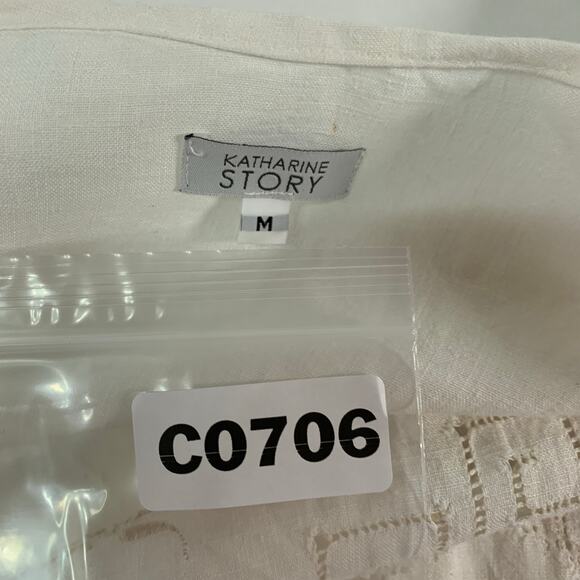 KATHARINE
STORY
M
C0706